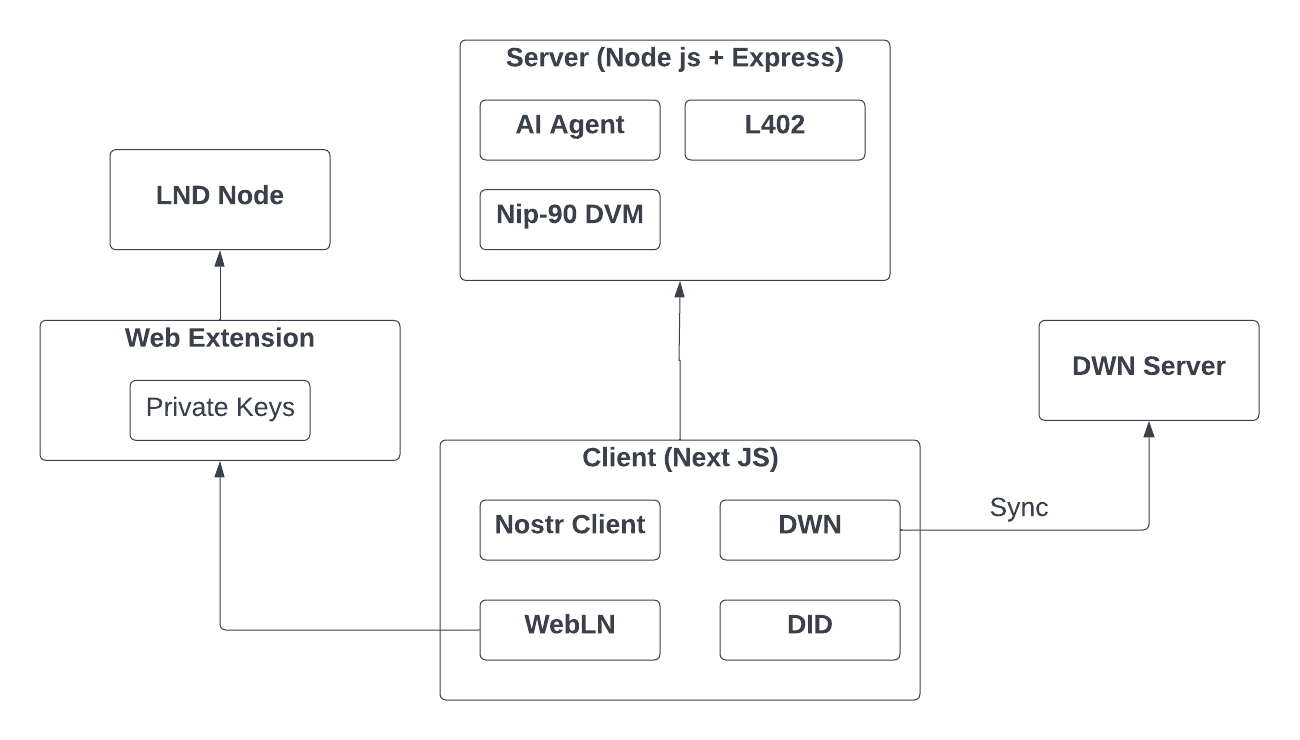 Server (Node js + Express)
AI Agent
L402
Nip-90 DVM
LND Node
Web Extension
Private Keys
DWN Server
Client (Next JS)
Nostr Client
DWN
Sync
WebLN
DID